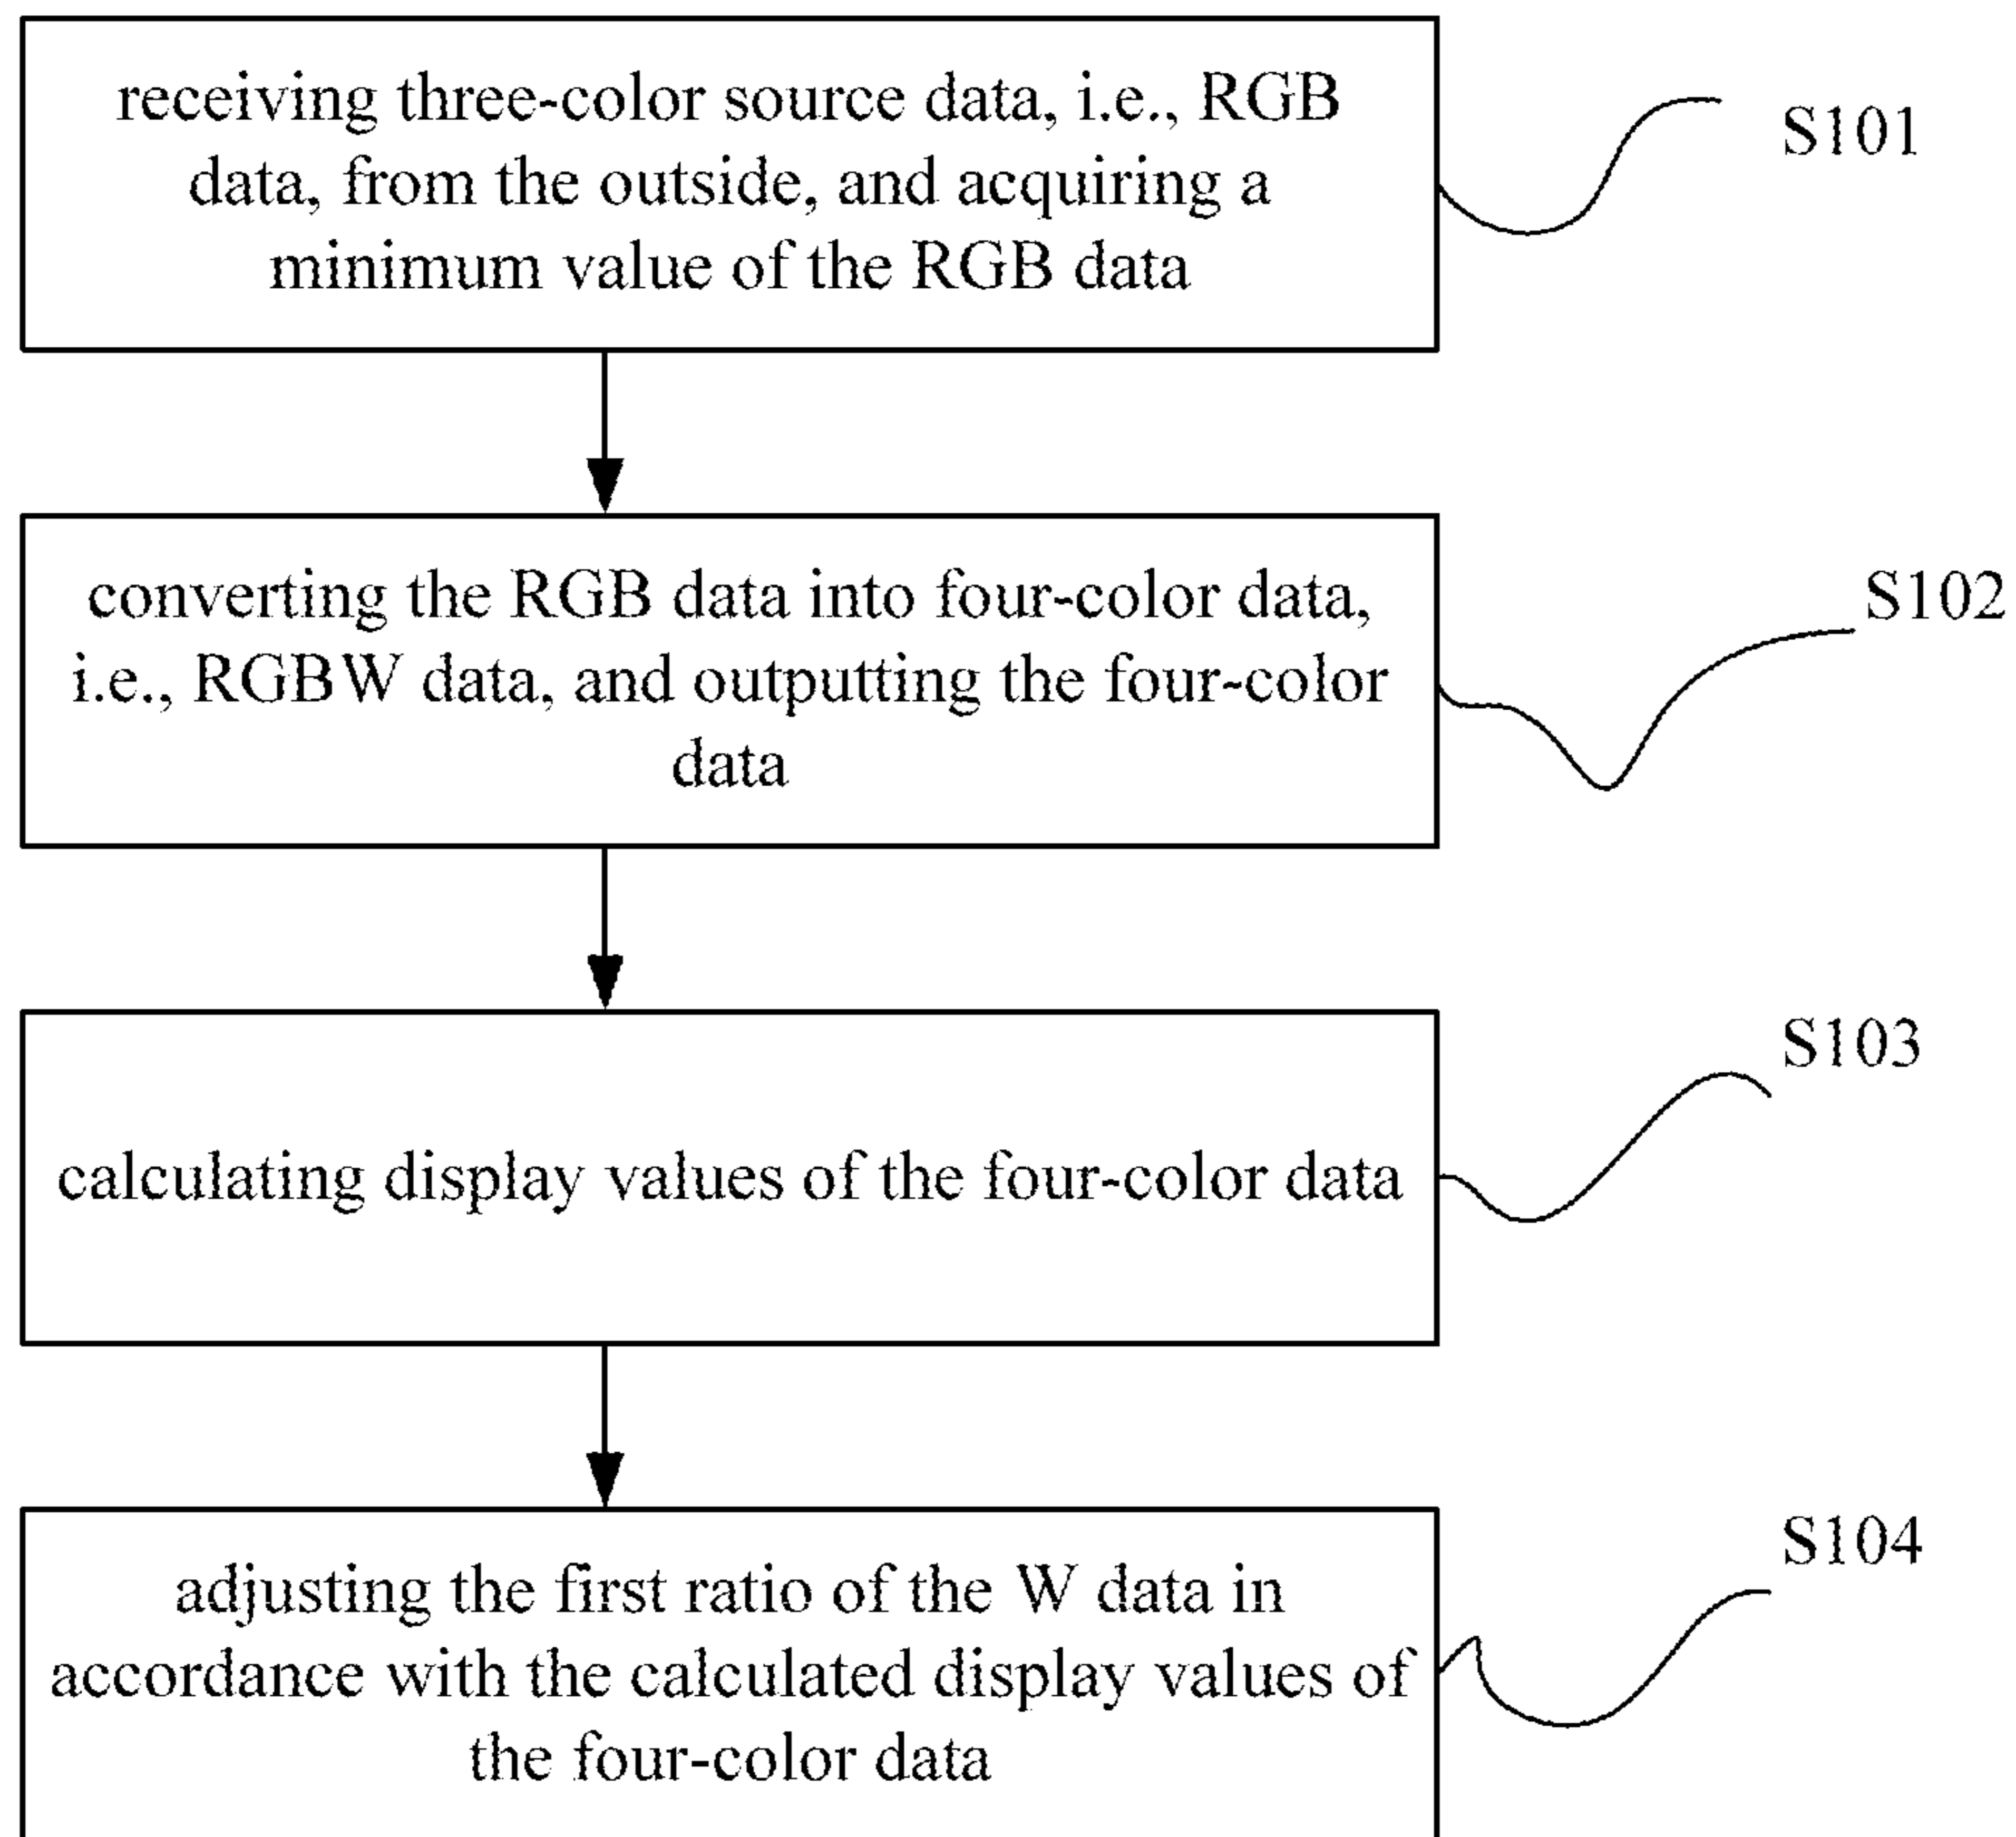 receiving three-color source data, i.e., RGB
data, from the outside, and acquiring a
minimum value of the RGB data
S101
converting the RGB data into four-color data,
i.e., RGBW data, and outputting the four-color
data
S102
calculating display values of the four-color data
S103
adjusting the first ratio of the W data in
accordance with the calculated display values of
the four-color data
S104